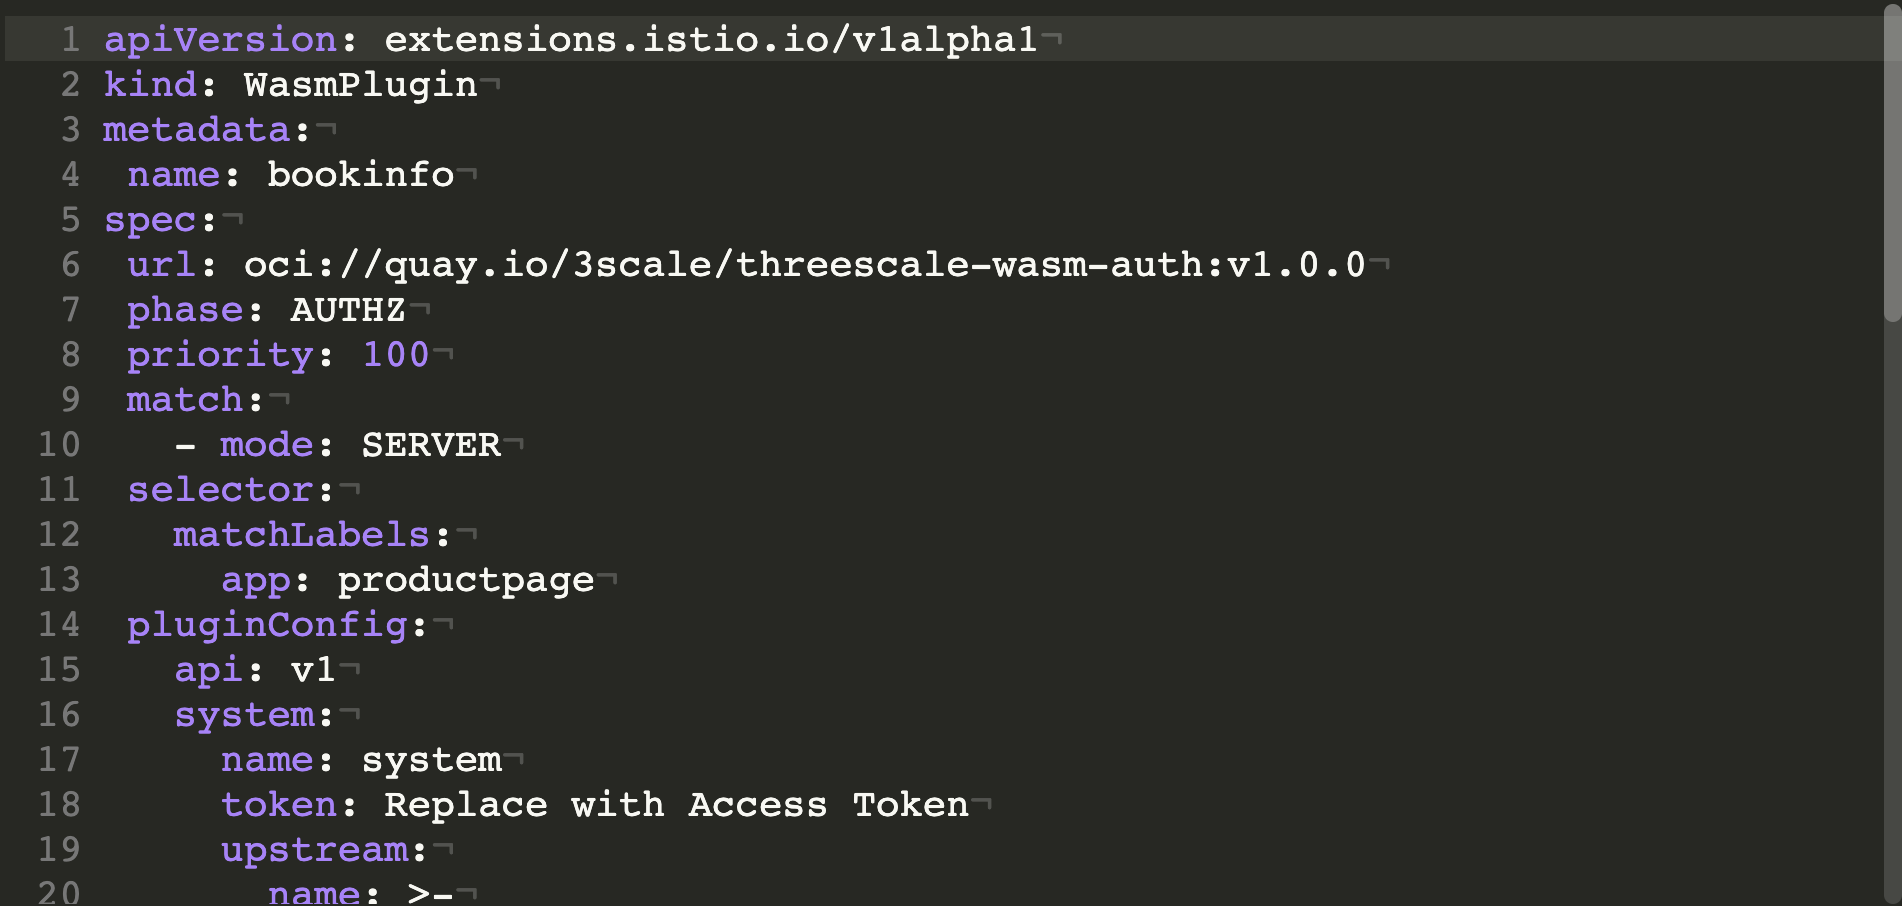 1 apiVersion: extensions.istio.io/v1alpha1¬
2 kind: WasmPlugin¬
3 metadata:¬
4  name: bookinfo¬
5 spec:¬
6  url: oci://quay.io/3scale/threescale-wasm-auth:v1.0.0¬
7  phase: AUTHZ¬
8  priority: 100¬
9  match:¬
10    - mode: SERVER¬
11  selector:¬
12    matchLabels:¬
13      app: productpage¬
14  pluginConfig:¬
15    api: v1¬
16    system:¬
17      name: system¬
18      token: Replace with Access Token¬
19      upstream:¬
20        name: >-¬